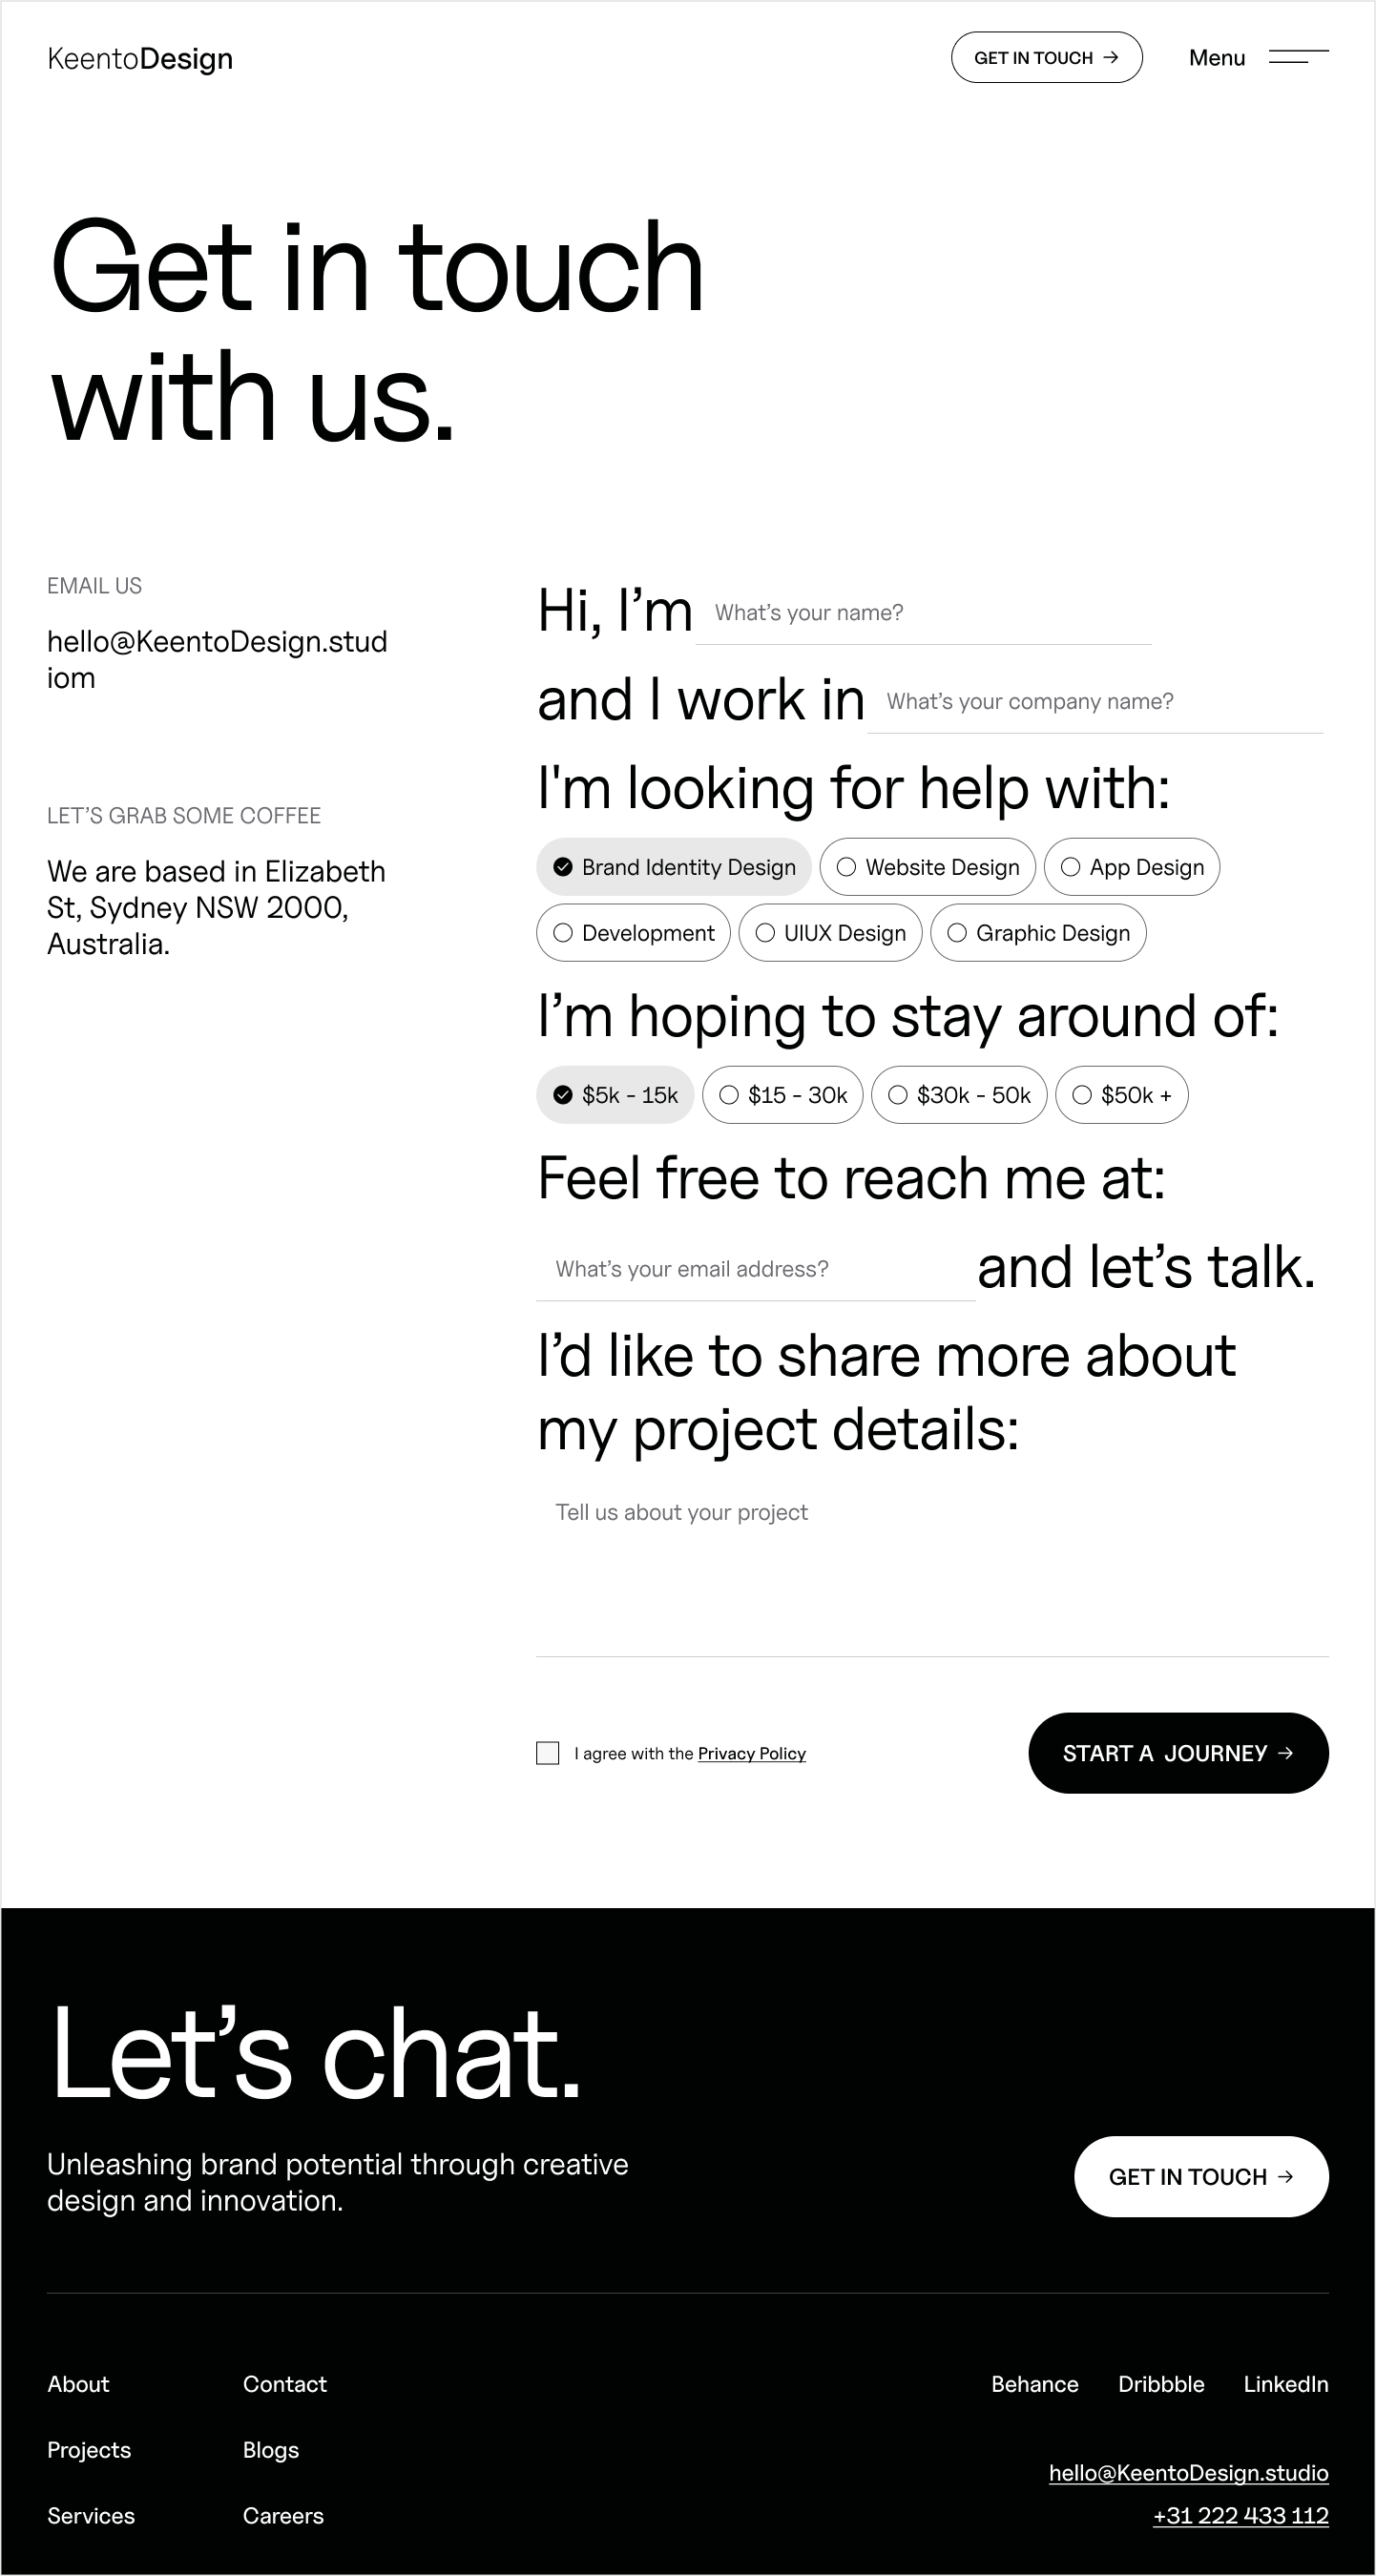 KeentoDesign
GET IN TOUCH →
Menu
Get in touch
with us.
EMAIL US
hello@KeentoDesign.stud
iom
LET’S GRAB SOME COFFEE
We are based in Elizabeth
St, Sydney NSW 2000,
Australia.
Hi, I’m What’s your name?
and I work in What’s your company name?
I'm looking for help with:
Brand Identity Design Website Design App Design
Development UIUX Design Graphic Design
I’m hoping to stay around of:
$5k - 15k $15 - 30k $30k - 50k $50k +
Feel free to reach me at:
What’s your email address? and let’s talk.
I’d like to share more about
my project details:
Tell us about your project
I agree with the Privacy Policy
START A JOURNEY →
Let’s chat.
Unleashing brand potential through creative
design and innovation.
GET IN TOUCH →
About Contact
Projects Blogs
Services Careers
Behance Dribbble LinkedIn
hello@KeentoDesign.studio
+31 222 433 112